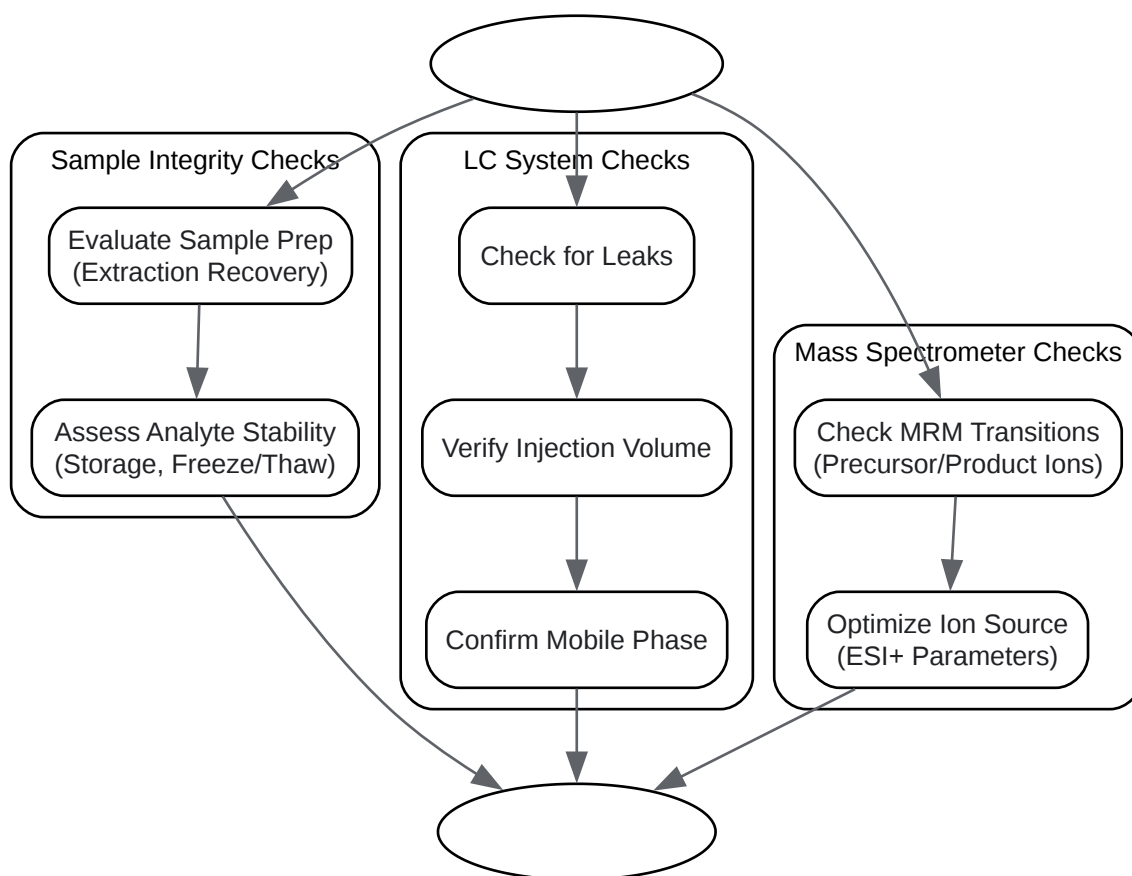 Sample Integrity Checks
Evaluate Sample Prep
(Extraction Recovery)
Assess Analyte Stability
(Storage, Freeze/Thaw)
LC System Checks
Check for Leaks
Verify Injection Volume
Confirm Mobile Phase
Mass Spectrometer Checks
Check MRM Transitions
(Precursor/Product Ions)
Optimize Ion Source
(ESI+ Parameters)